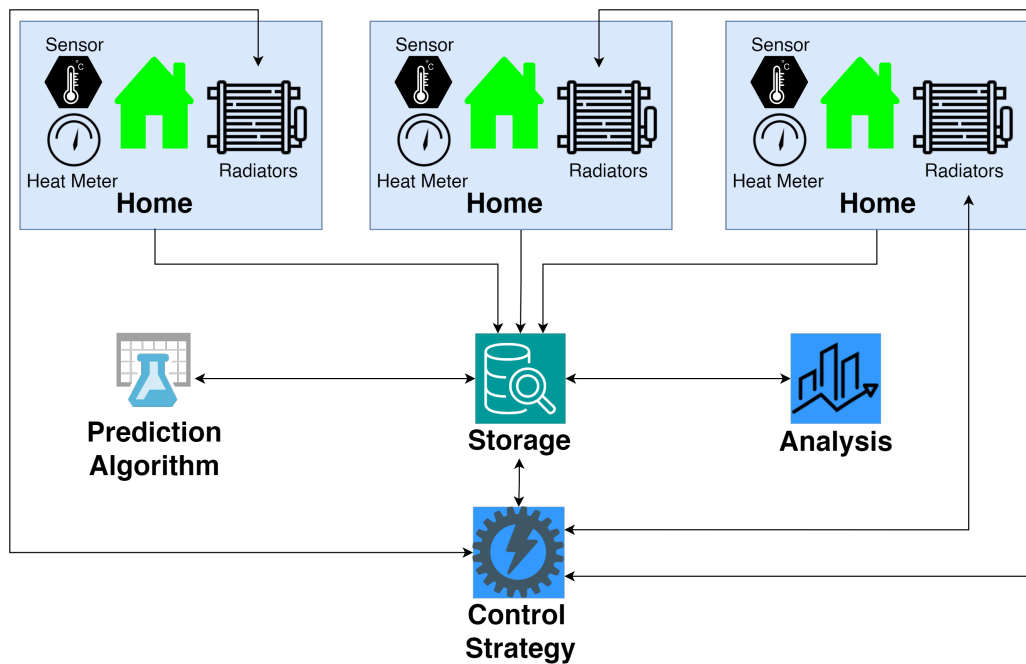 Sensor
°C
Heat Meter
Radiators
Home
Sensor
°C
Heat Meter
Radiators
Home
Sensor
°C
Heat Meter
Radiators
Home
Prediction
Algorithm
Storage
Analysis
Control
Strategy